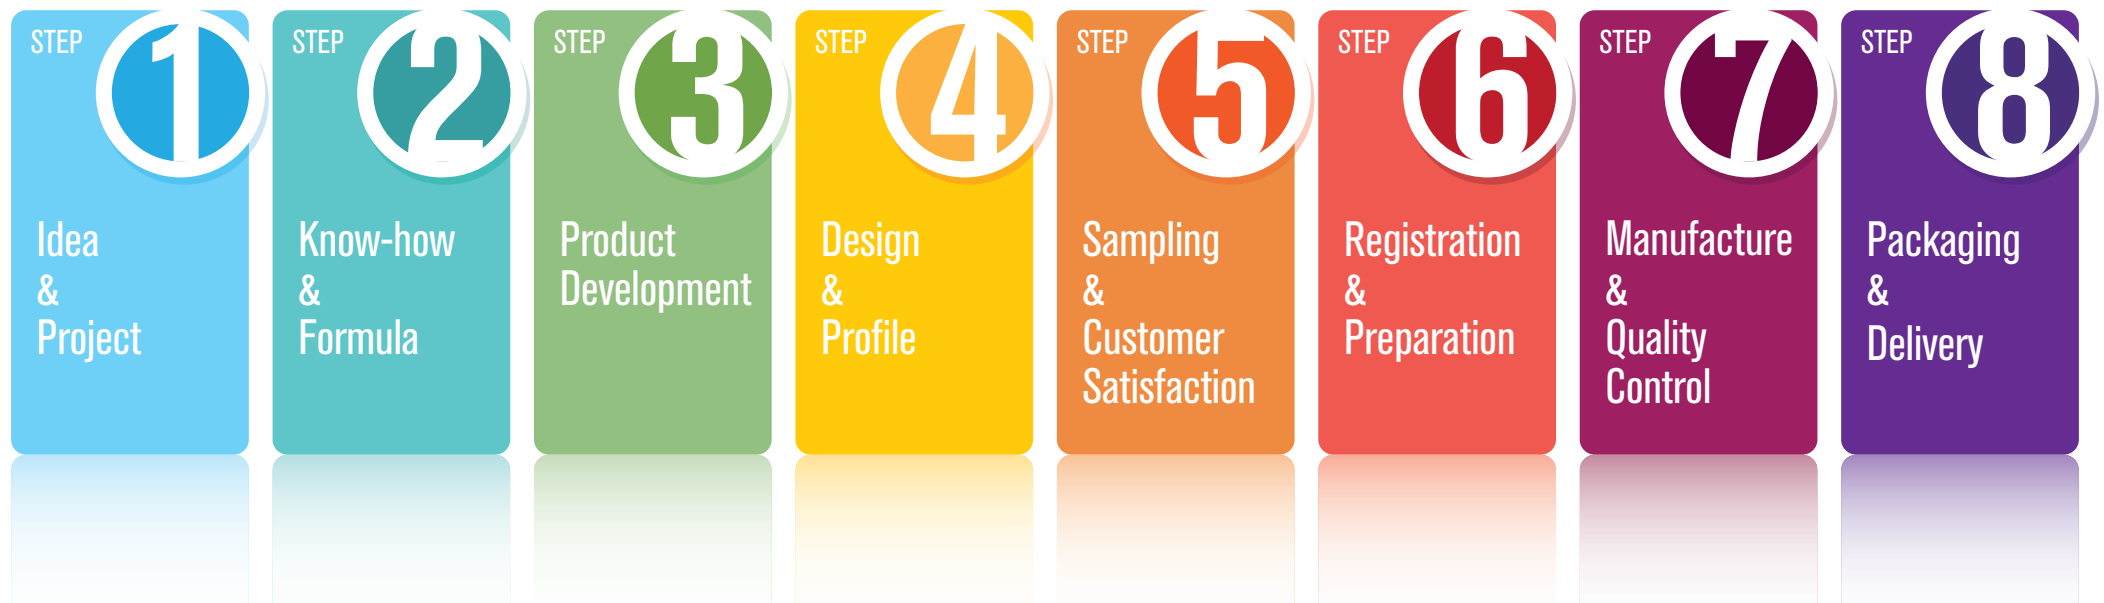 STEP 1
Idea
&
Project
STEP 2
Know-how
&
Formula
STEP 3
Product
Development
STEP 4
Design
&
Profile
STEP 5
Sampling
&
Customer
Satisfaction
STEP 6
Registration
&
Preparation
STEP 7
Manufacture
&
Quality
Control
STEP 8
Packaging
&
Delivery